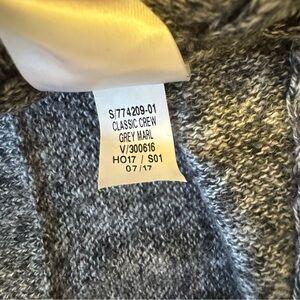 S/774209-01
CLASSIC CREW
GREY MARL
V/300616
HO17 / S01
07/17